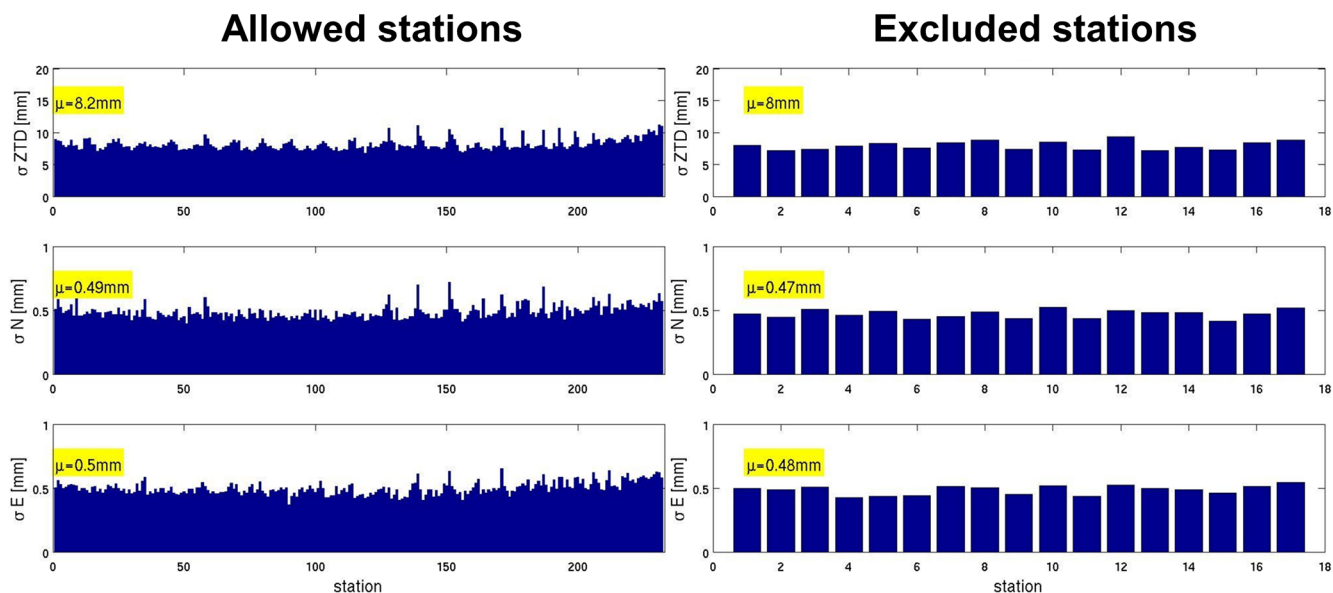 Allowed stations
Excluded stations
20
15
10
5
0
σ ZTD [mm]
μ=8.2mm
0 50 100 150 200
20
15
10
5
0
σ ZTD [mm]
μ=8mm
0 2 4 6 8 10 12 14 16 18
1
0.5
0
σ N [mm]
μ=0.49mm
0 50 100 150 200
1
0.5
0
σ N [mm]
μ=0.47mm
0 2 4 6 8 10 12 14 16 18
1
0.5
0
σ E [mm]
μ=0.5mm
0 50 100 150 200
station
1
0.5
0
σ E [mm]
μ=0.48mm
0 2 4 6 8 10 12 14 16 18
station